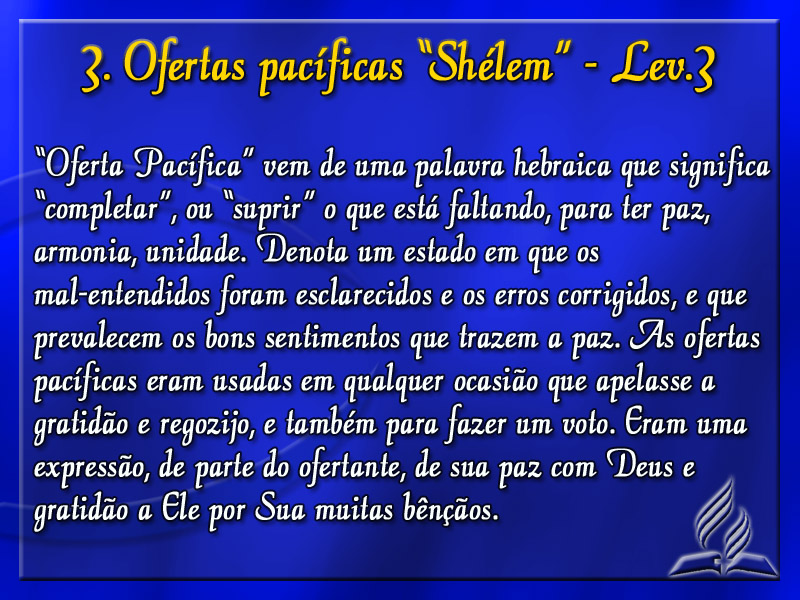 3. Ofertas pacíficas “Shélem” - Lev.3
“Oferta Pacífica” vem de uma palavra hebraica que significa
“completar”, ou “suprir” o que está faltando, para ter paz,
armonia, unidade. Denota um estado em que os
mal-entendidos foram esclarecidos e os erros corrigidos, e que
prevalecem os bons sentimentos que trazem a paz. As ofertas
pacíficas eram usadas em qualquer ocasião que apelasse a
gratidão e regozijo, e também para fazer um voto. Eram uma
expressão, de parte do ofertante, de sua paz com Deus e
gratidão a Ele por Sua muitas bênçãos.